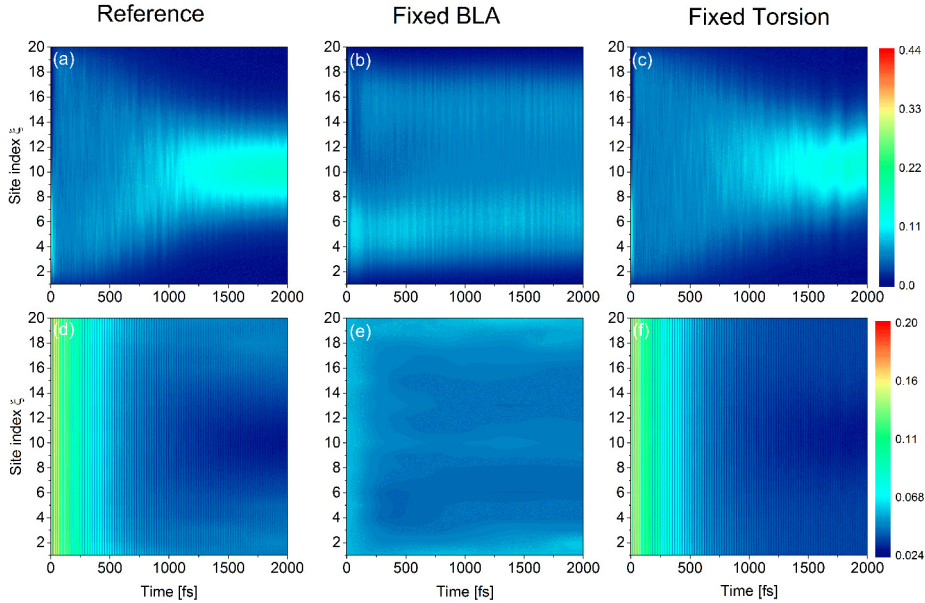 Reference Fixed BLA Fixed Torsion
(a) (b) (c)
20 18 16 14 12 10 8 6 4 2
Site index ξ
0 500 1000 1500 2000
0 500 1000 1500 2000
0 500 1000 1500 2000
20 18 16 14 12 10 8 6 4 2
20 18 16 14 12 10 8 6 4 2
0.44 0.33 0.22 0.11 0.0
(d) (e) (f)
20 18 16 14 12 10 8 6 4 2
Site index ξ
0 500 1000 1500 2000
0 500 1000 1500 2000
0 500 1000 1500 2000
20 18 16 14 12 10 8 6 4 2
20 18 16 14 12 10 8 6 4 2
0.20 0.16 0.11 0.068 0.024
Time [fs] Time [fs] Time [fs]